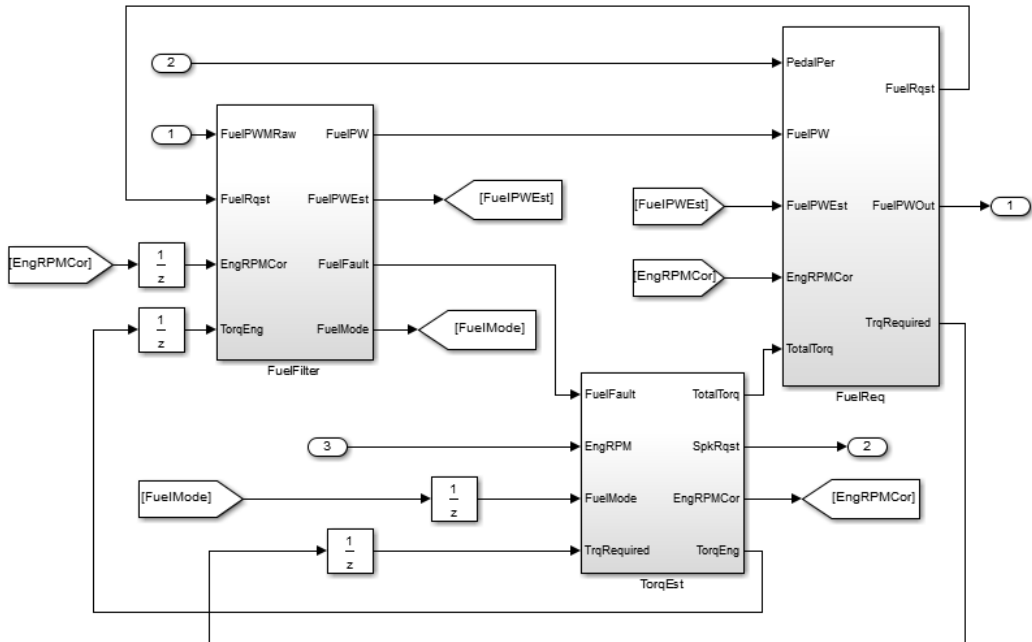 2
1
[EngRPMCor]
1
z
1
z
FuelPWMRaw
FuelRqst
EngRPMCor
TorqEng
FuelPW
FuelPWEst
FuelFault
FuelMode
FuelFilter
[FuelPWEst]
[FuelMode]
[FuelPWEst]
[EngRPMCor]
PedalPer
FuelPW
FuelPWEst
EngRPMCor
TotalTorq
FuelRqst
FuelPWOut
TrqRequired
FuelReq
1
3
[FuelMode]
1
z
1
z
FuelFault
EngRPM
FuelMode
TrqRequired
TotalTorq
SpkRqst
EngRPMCor
TorqEng
TorqEst
2
[EngRPMCor]